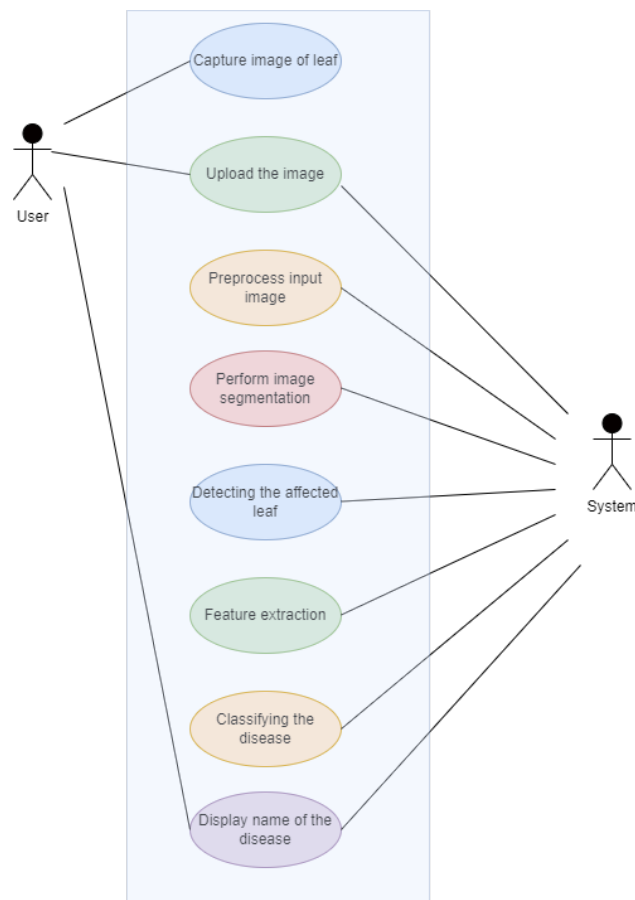 Capture image of leaf
User
Upload the image
Preprocess input
image
Perform image
segmentation
Detecting the affected
leaf
System
Feature extraction
Classifying the
disease
Display name of the
disease